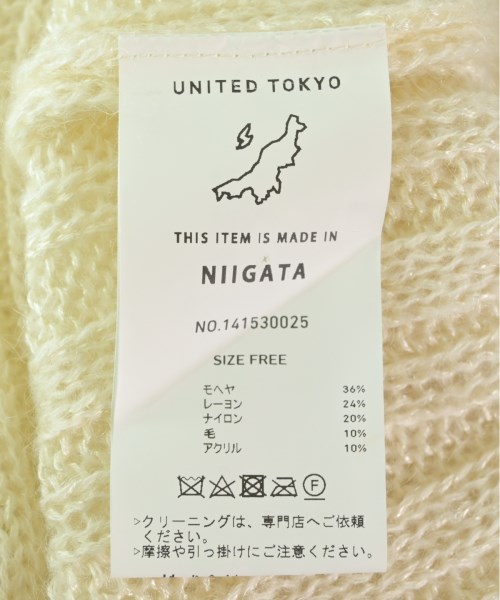 UNITED TOKYO
THIS ITEM IS MADE IN
NIIGATA
NO.141530025
SIZE FREE
モヘヤ 36%
レーヨン 24%
ナイロン 20%
毛 10%
アクリル 10%
F
>クリーニングは、専門店へご依頼
ください。
>摩擦や引っ掛けにご注意ください。